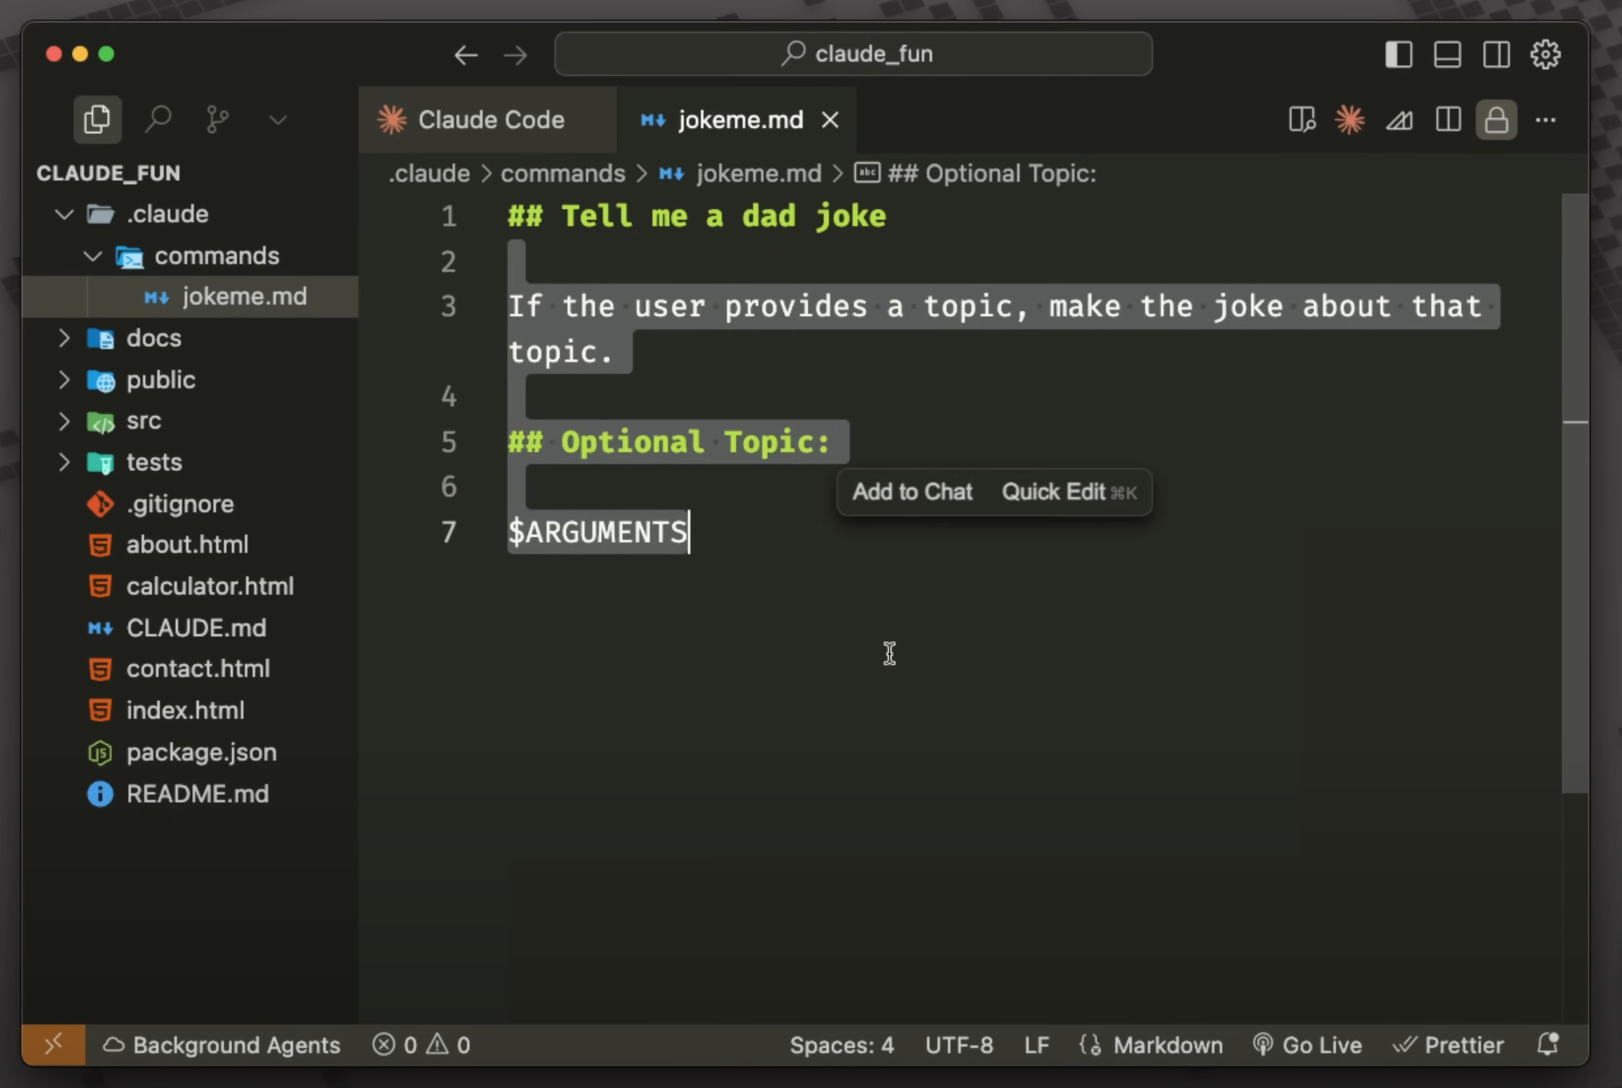 claude_fun
Claude Code
jokeme.md
CLAUDE_FUN
.claude > commands > jokeme.md > ## Optional Topic:
.claude
commands
jokeme.md
docs
public
src
tests
.gitignore
about.html
calculator.html
CLAUDE.md
contact.html
index.html
package.json
README.md
1 ## Tell me a dad joke
2
3 If the user provides a topic, make the joke about that
topic.
4
5 ## Optional Topic:
6
Add to Chat Quick Edit ⌘K
7 $ARGUMENTS
Background Agents 0 0 Spaces: 4 UTF-8 LF Markdown Go Live Prettier